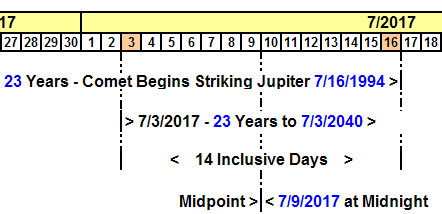 17 7/2017
27 28 29 30 1 2 3 4 5 6 7 8 9 10 11 12 13 14 15 16 17 18
23 Years - Comet Begins Striking Jupiter 7/16/1994 >
> 7/3/2017 - 23 Years to 7/3/2040 >
< 14 Inclusive Days >
Midpoint > < 7/9/2017 at Midnight